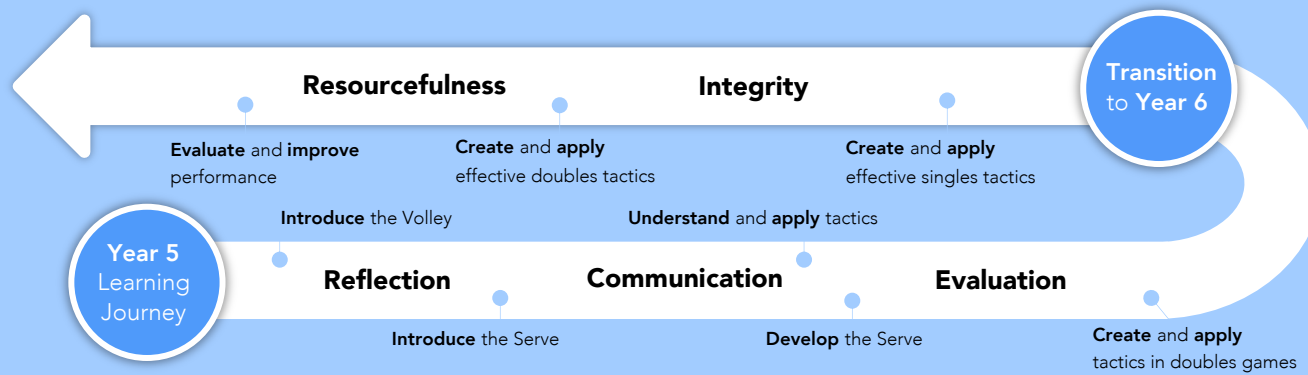 Resourcefulness
Integrity
Transition
to Year 6
Evaluate and improve
performance
Create and apply
effective doubles tactics
Create and apply
effective singles tactics
Introduce the Volley
Understand and apply tactics
Year 5
Learning
Journey
Reflection
Communication
Evaluation
Introduce the Serve
Develop the Serve
Create and apply
tactics in doubles games